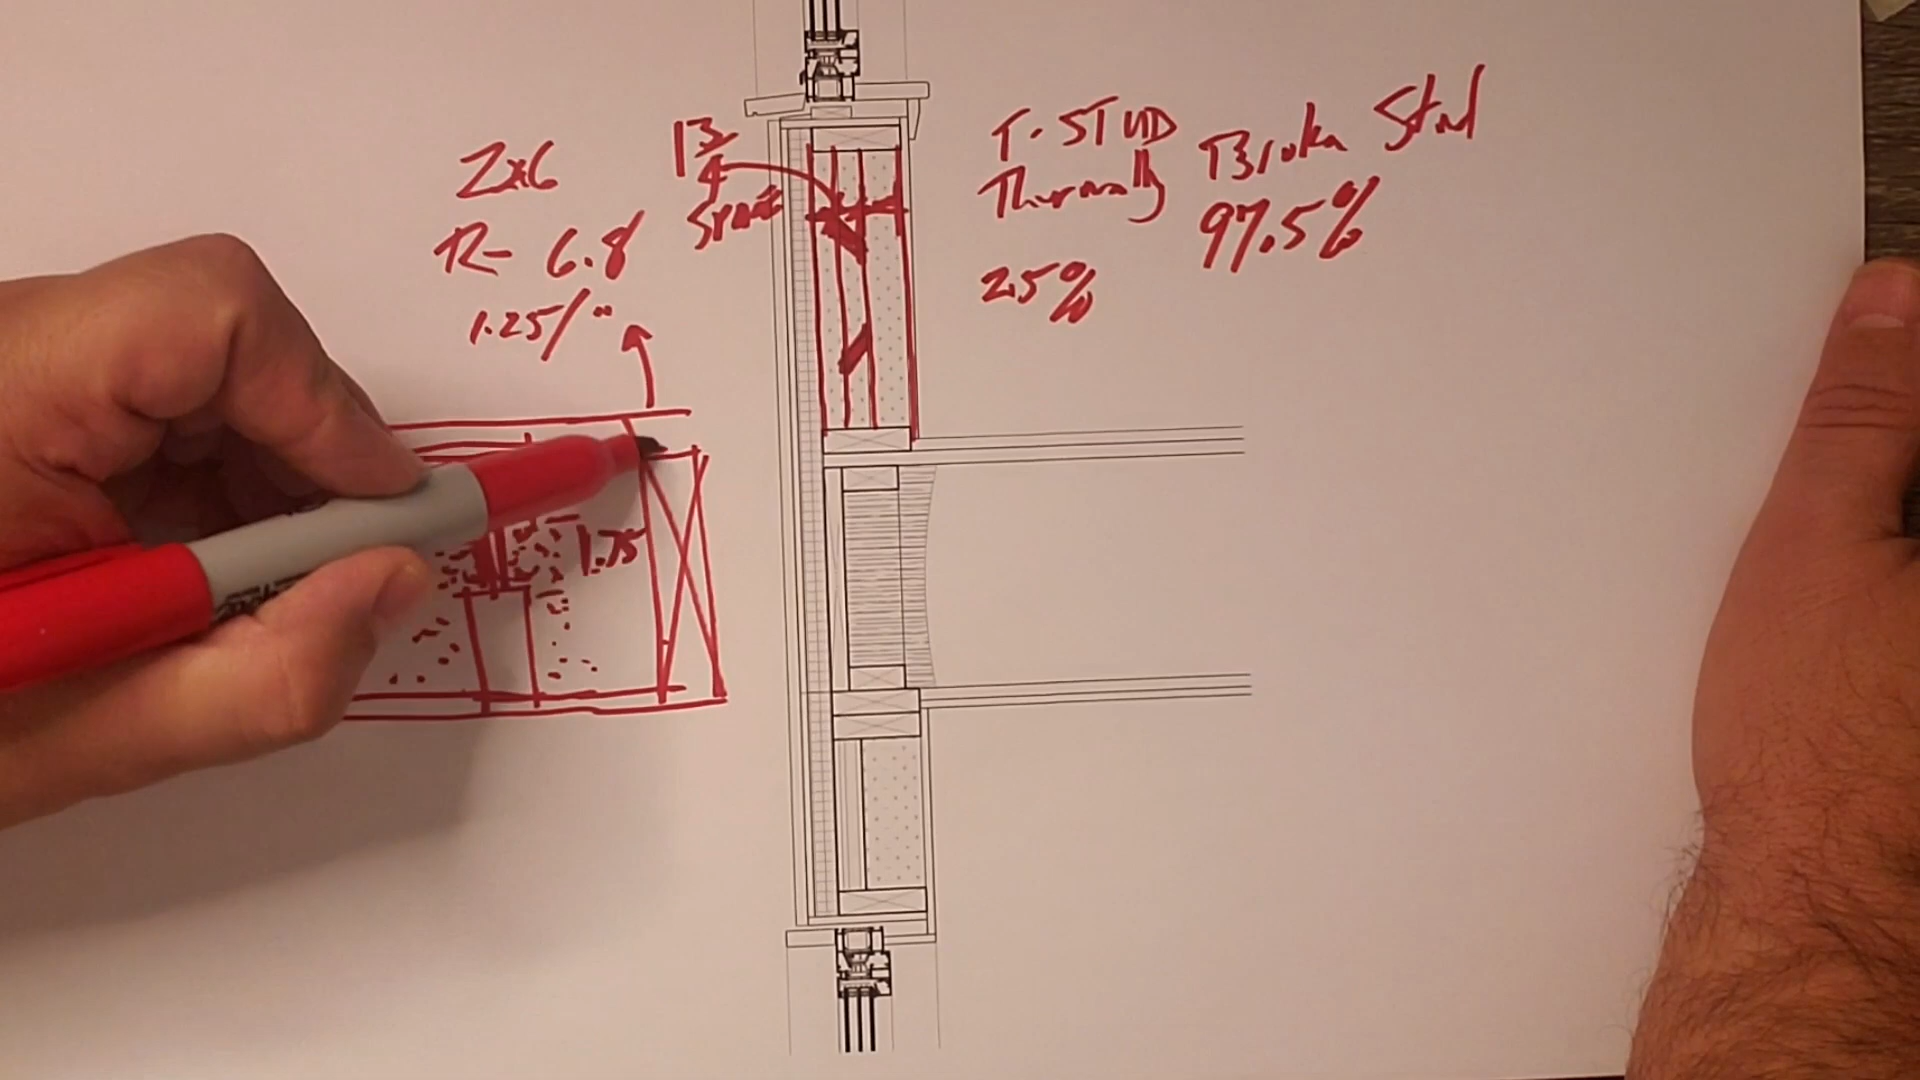 2x6
R- 6.8
1.25/"
1 3/4
SPACE
1.75
T-STUD
Thermally Broken Stud
97.5%
25%